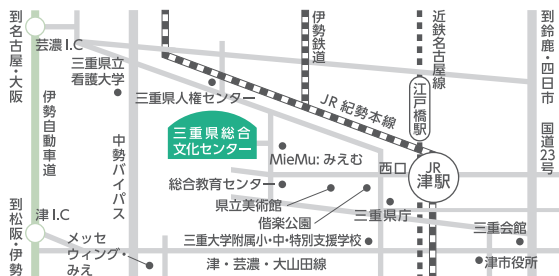 到名古屋・大阪
芸濃 I.C
伊勢自動車道
到松阪・伊勢
津 I.C
三重県立
看護大学
中勢バイパス
メッセ
ウィング・
みえ
三重県人権センター
三重県総合
文化センター
伊勢鉄道
JR 紀勢本線
MieMu: みえむ
総合教育センター
県立美術館
偕楽公園
三重大学附属小・中・特別支援学校
津・芸濃・大山田線
近鉄名古屋線
江戸橋駅
西口
JR
津駅
三重県庁
三重会館
津市役所
到鈴鹿・四日市
国道23号